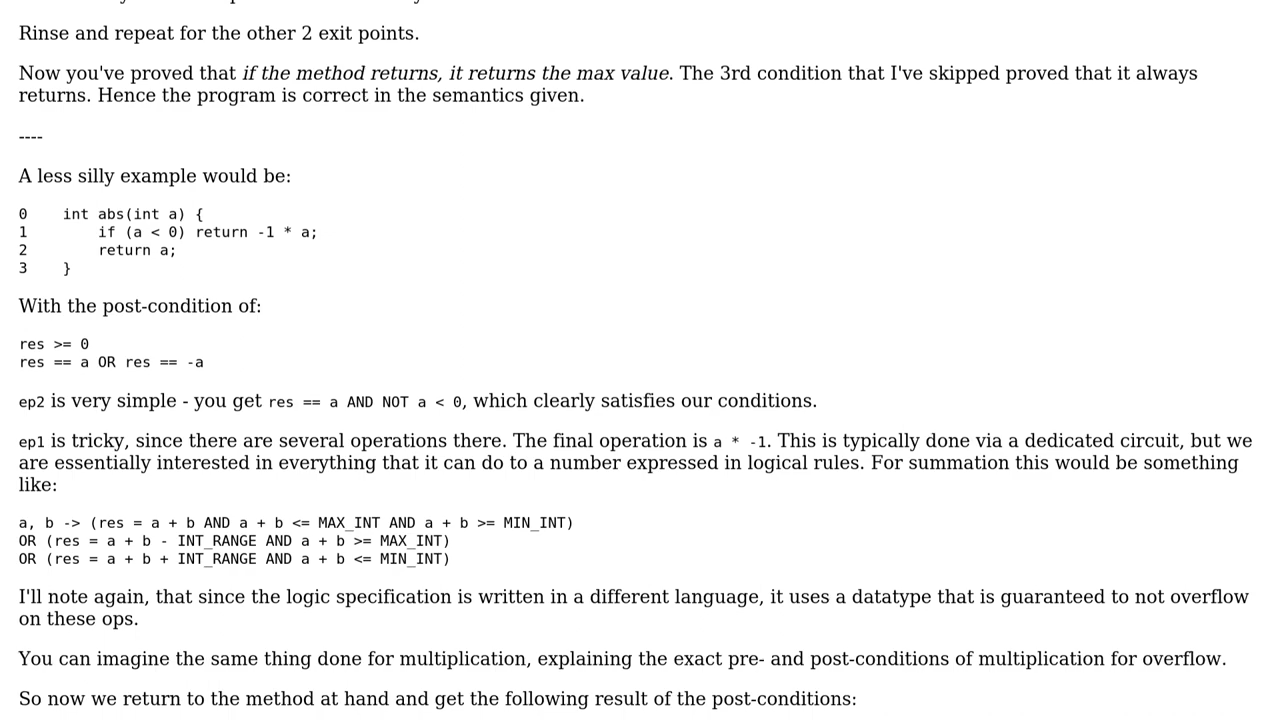 Rinse and repeat for the other 2 exit points.
Now you've proved that if the method returns, it returns the max value. The 3rd condition that I've skipped proved that it always
returns. Hence the program is correct in the semantics given.
----
A less silly example would be:
0    int abs(int a) {
1        if (a < 0) return -1 * a;
2        return a;
3    }
With the post-condition of:
res >= 0
res == a OR res == -a
ep2 is very simple - you get res == a AND NOT a < 0, which clearly satisfies our conditions.
ep1 is tricky, since there are several operations there. The final operation is a * -1. This is typically done via a dedicated circuit, but we
are essentially interested in everything that it can do to a number expressed in logical rules. For summation this would be something
like:
a, b -> (res = a + b AND a + b <= MAX_INT AND a + b >= MIN_INT)
OR (res = a + b - INT_RANGE AND a + b >= MAX_INT)
OR (res = a + b + INT_RANGE AND a + b <= MIN_INT)
I'll note again, that since the logic specification is written in a different language, it uses a datatype that is guaranteed to not overflow
on these ops.
You can imagine the same thing done for multiplication, explaining the exact pre- and post-conditions of multiplication for overflow.
So now we return to the method at hand and get the following result of the post-conditions: